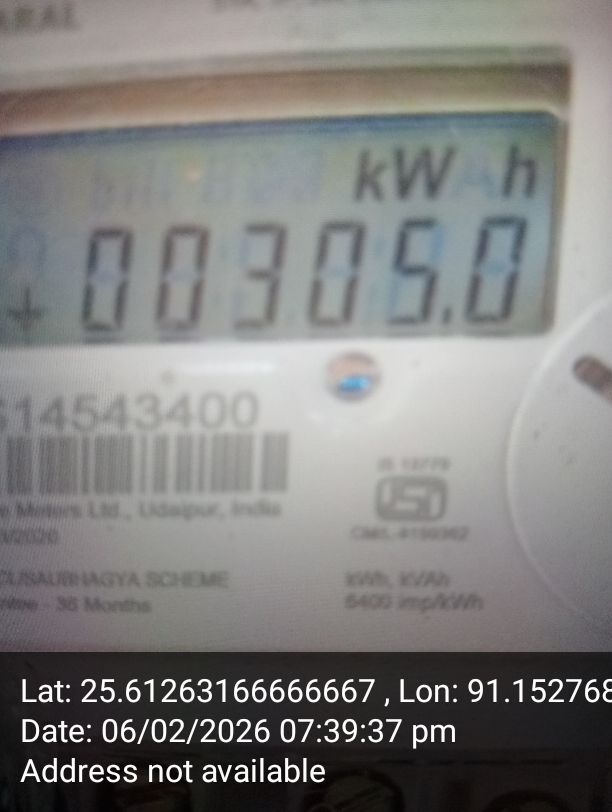 kWh
00305.0
14543400
Motors Ltd., Udaipur, India
/2020
SAUBHAGYA SCHEME
- 36 Months
IS 13779
kWh, kVAh
6400 imp/kWh
Lat: 25.61263166666667 , Lon: 91.152768
Date: 06/02/2026 07:39:37 pm
Address not available